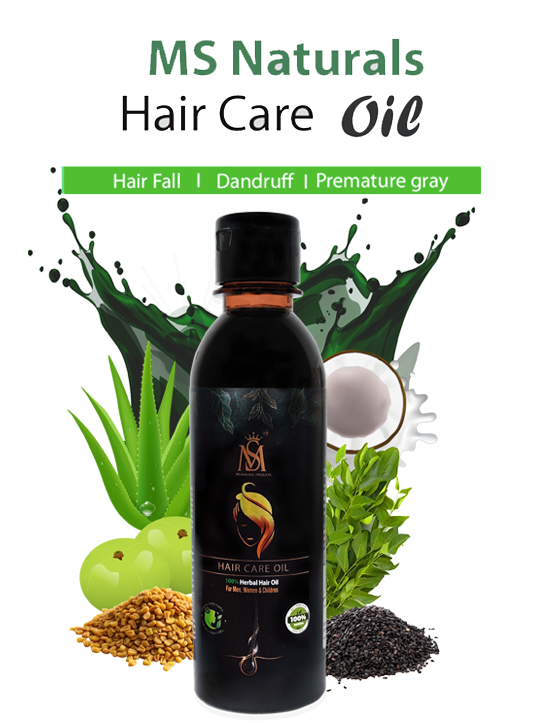 MS Naturals
Hair Care Oil
Hair Fall | Dandruff | Premature gray
MS
HAIR CARE OIL
100% Herbal Hair Oil
For Men, Women & Children
100%